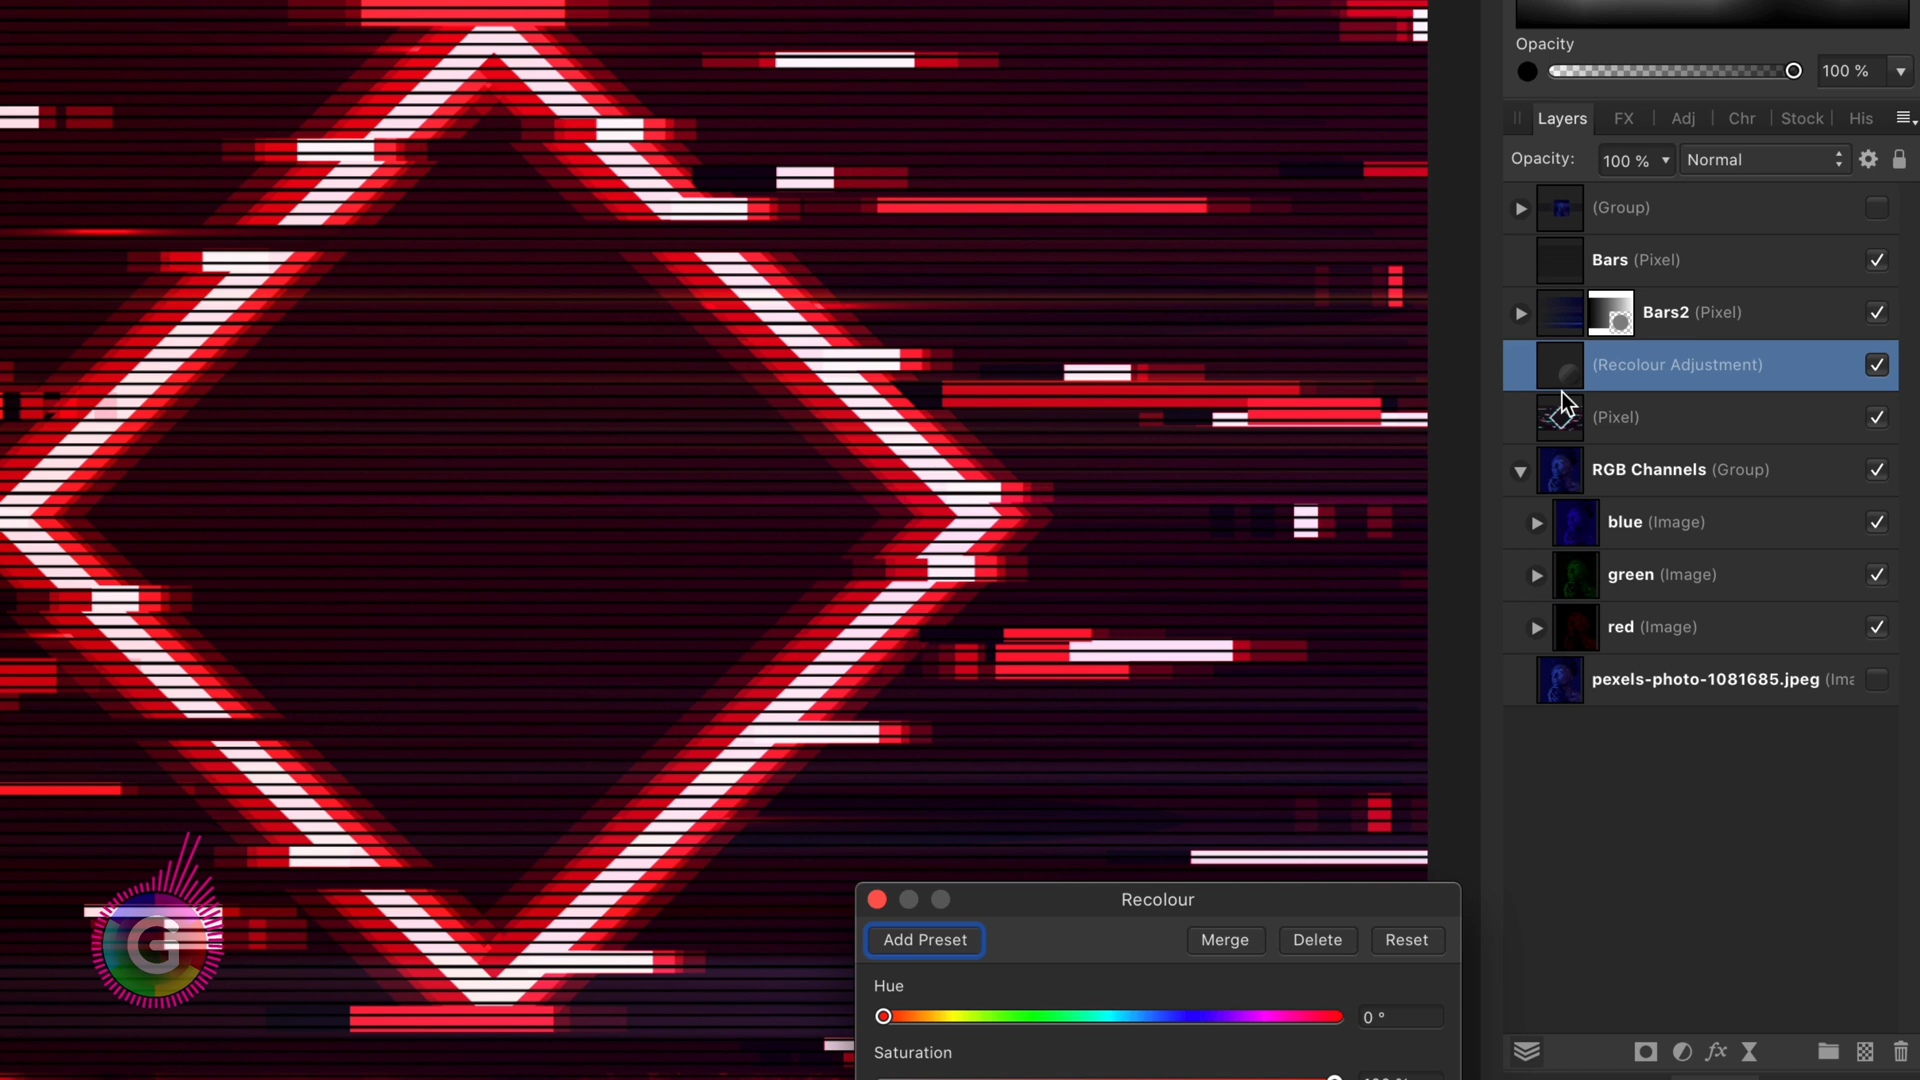 Opacity
100 %
Layers FX Adj Chr Stock His
Opacity: 100 % Normal
(Group)
Bars (Pixel)
Bars2 (Pixel)
(Recolour Adjustment)
(Pixel)
RGB Channels (Group)
blue (Image)
green (Image)
red (Image)
pexels-photo-1081685.jpeg (Ima
G
Recolour
Add Preset Merge Delete Reset
Hue
0 °
Saturation
fx